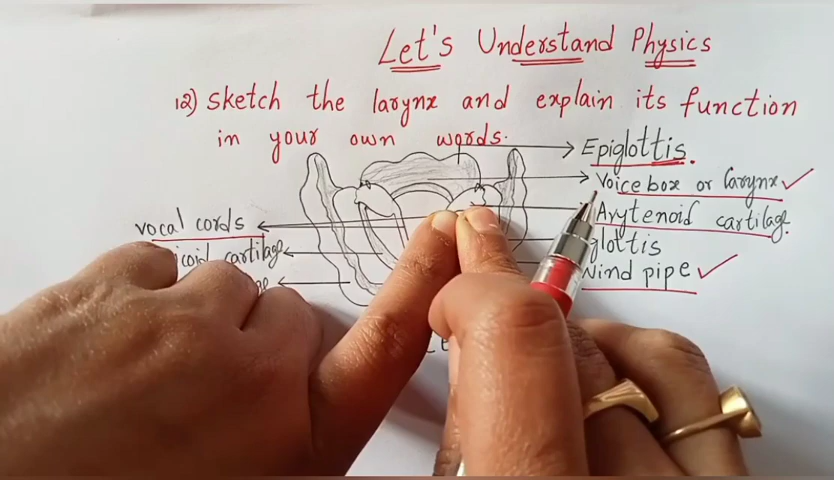 Let's Understand Physics
12) sketch the larynx and explain its function
in your own words.
Epiglottis.
Voice box or larynx
Arytenoid cartilage
vocal cords
glottis
cartilage
Wind pipe